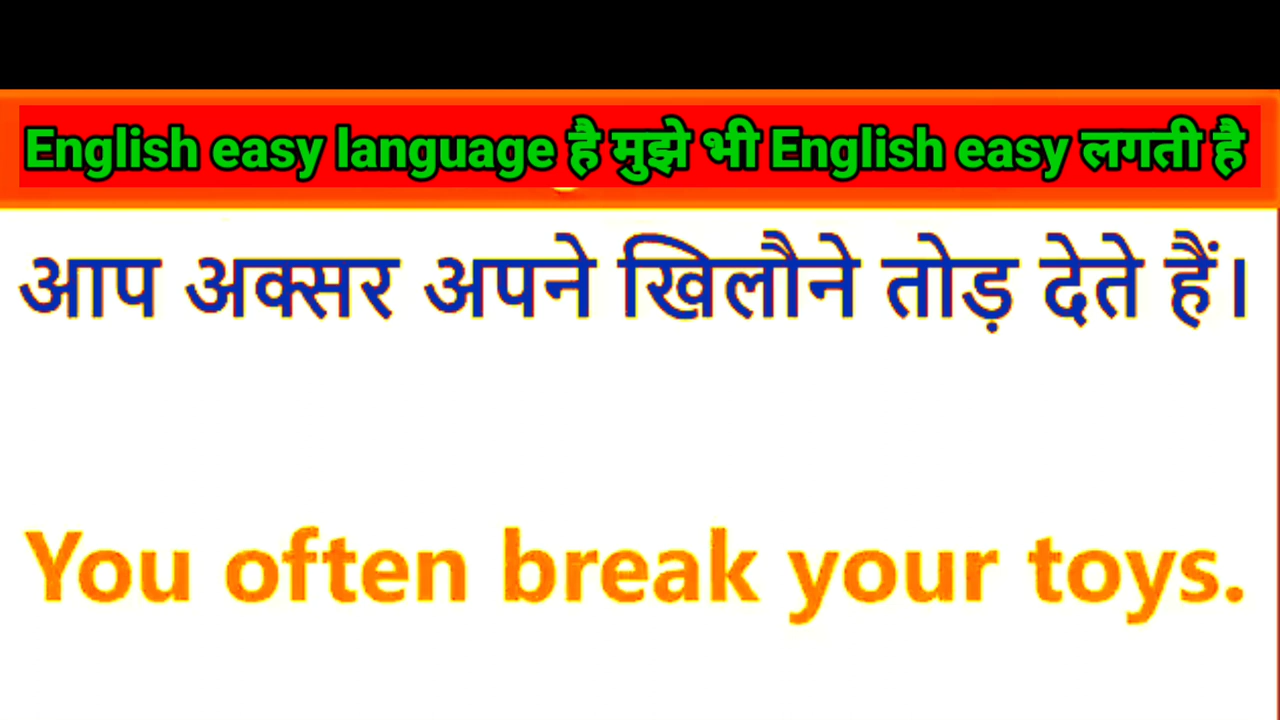 English easy language है मुझे भी English easy लगती है
आप अक्सर अपने खिलौने तोड़ देते हैं।
You often break your toys.